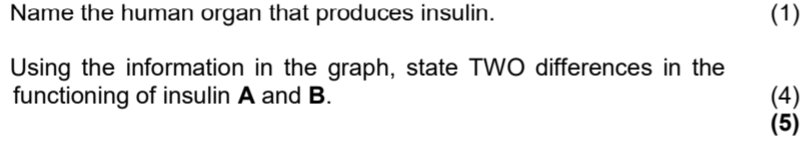 Name the human organ that produces insulin. (1)
Using the information in the graph, state TWO differences in the
functioning of insulin A and B. (4)
(5)